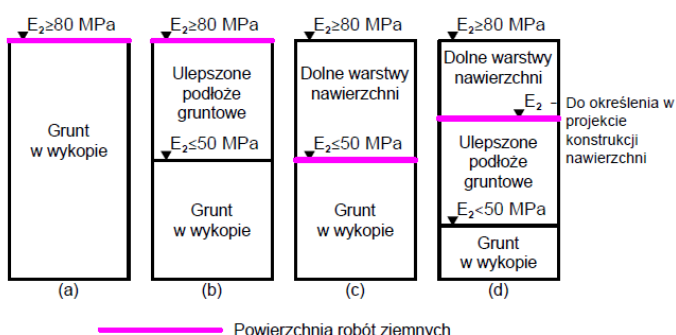 E₂≥80 MPa
Grunt
w wykopie
(a)
E₂≥80 MPa
Ulepszone
podłoże
gruntowe
E₂≤50 MPa
Grunt
w wykopie
(b)
E₂≥80 MPa
Dolne warstwy
nawierzchni
E₂≤50 MPa
Grunt
w wykopie
(c)
E₂≥80 MPa
Dolne warstwy
nawierzchni
E₂ - Do określenia w
projekcie
konstrukcji
nawierzchni
Ulepszone
podłoże
gruntowe
E₂<50 MPa
Grunt
w wykopie
(d)
Powierzchnia robót ziemnych